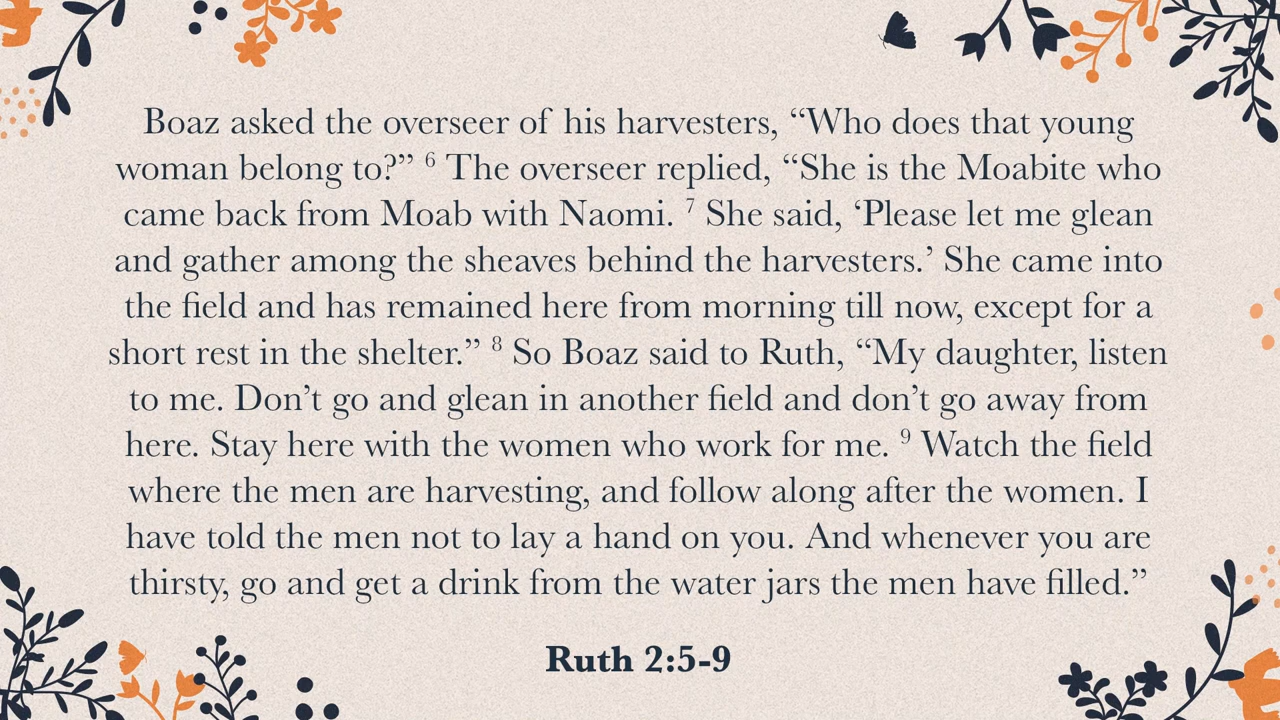 Boaz asked the overseer of his harvesters, “Who does that young
woman belong to?” ⁶ The overseer replied, “She is the Moabite who
came back from Moab with Naomi. ⁷ She said, ‘Please let me glean
and gather among the sheaves behind the harvesters.’ She came into
the field and has remained here from morning till now, except for a
short rest in the shelter.” ⁸ So Boaz said to Ruth, “My daughter, listen
to me. Don’t go and glean in another field and don’t go away from
here. Stay here with the women who work for me. ⁹ Watch the field
where the men are harvesting, and follow along after the women. I
have told the men not to lay a hand on you. And whenever you are
thirsty, go and get a drink from the water jars the men have filled.”
Ruth 2:5-9